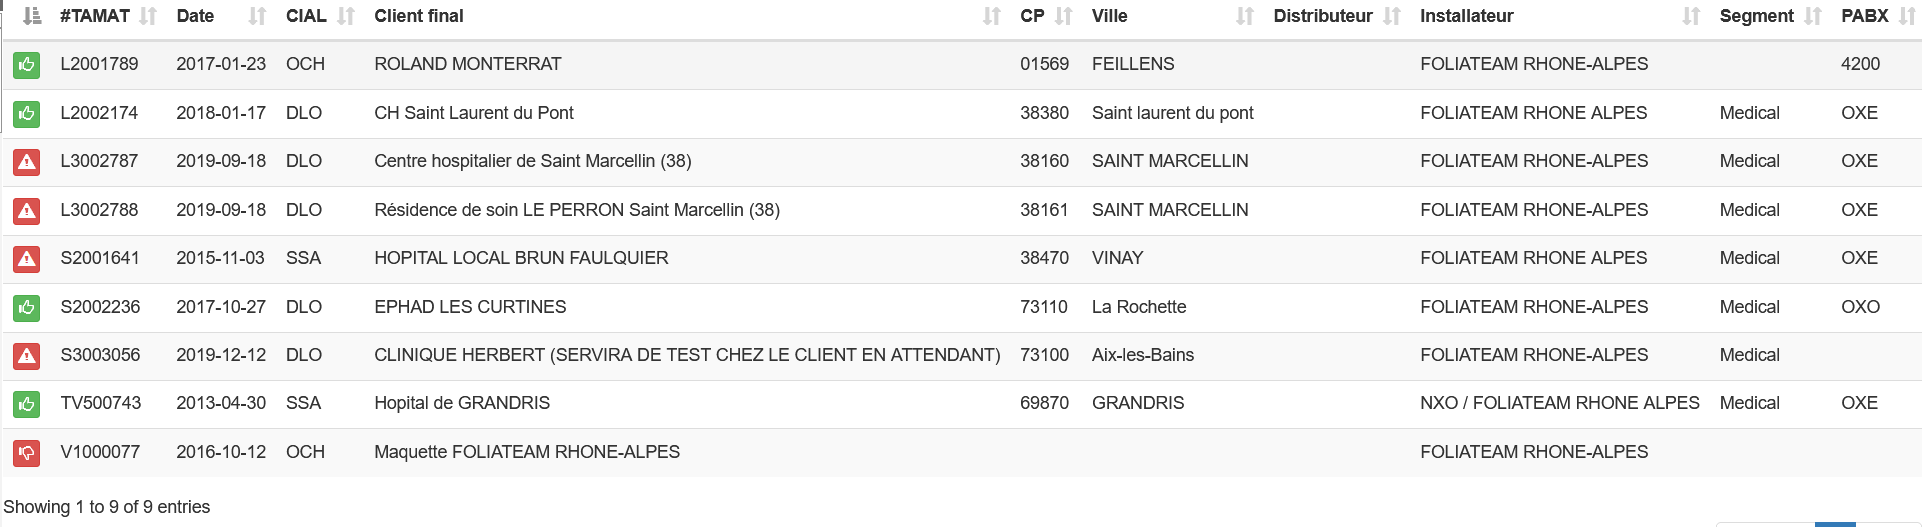 #TAMAT Date CIAL Client final CP Ville Distributeur Installateur Segment PABX
L2001789 2017-01-23 OCH ROLAND MONTERRAT 01569 FEILLENS FOLIATEAM RHONE-ALPES 4200
L2002174 2018-01-17 DLO CH Saint Laurent du Pont 38380 Saint laurent du pont FOLIATEAM RHONE ALPES Medical OXE
L3002787 2019-09-18 DLO Centre hospitalier de Saint Marcellin (38) 38160 SAINT MARCELLIN FOLIATEAM RHONE-ALPES Medical OXE
L3002788 2019-09-18 DLO Résidence de soin LE PERRON Saint Marcellin (38) 38161 SAINT MARCELLIN FOLIATEAM RHONE-ALPES Medical OXE
S2001641 2015-11-03 SSA HOPITAL LOCAL BRUN FAULQUIER 38470 VINAY FOLIATEAM RHONE ALPES Medical OXE
S2002236 2017-10-27 DLO EPHAD LES CURTINES 73110 La Rochette FOLIATEAM RHONE-ALPES Medical OXO
S3003056 2019-12-12 DLO CLINIQUE HERBERT (SERVIRA DE TEST CHEZ LE CLIENT EN ATTENDANT) 73100 Aix-les-Bains FOLIATEAM RHONE-ALPES Medical
TV500743 2013-04-30 SSA Hopital de GRANDRIS 69870 GRANDRIS NXO / FOLIATEAM RHONE ALPES Medical OXE
V1000077 2016-10-12 OCH Maquette FOLIATEAM RHONE-ALPES FOLIATEAM RHONE-ALPES
Showing 1 to 9 of 9 entries